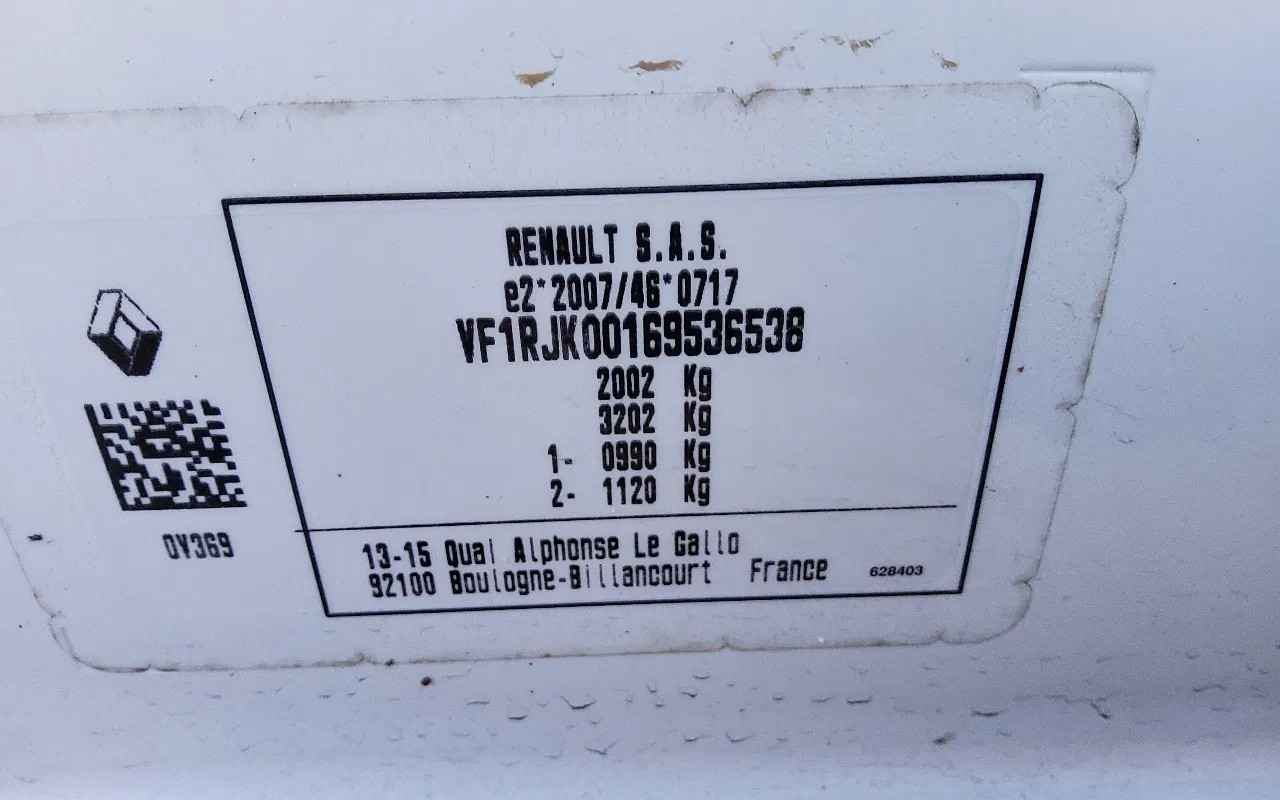 RENAULT S.A.S.
e2*2007/46*0717
VF1RJK00169536538
2002 Kg
3202 Kg
1- 0990 Kg
2- 1120 Kg
0V369
13-15 Quai Alphonse Le Gallo
92100 Boulogne-Billancourt France 628403